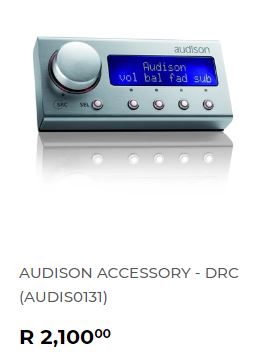 audison
Audison
vol bal fad sub
SRC SEL
AUDISON ACCESSORY - DRC
(AUDIS0131)
R 2,100⁰⁰